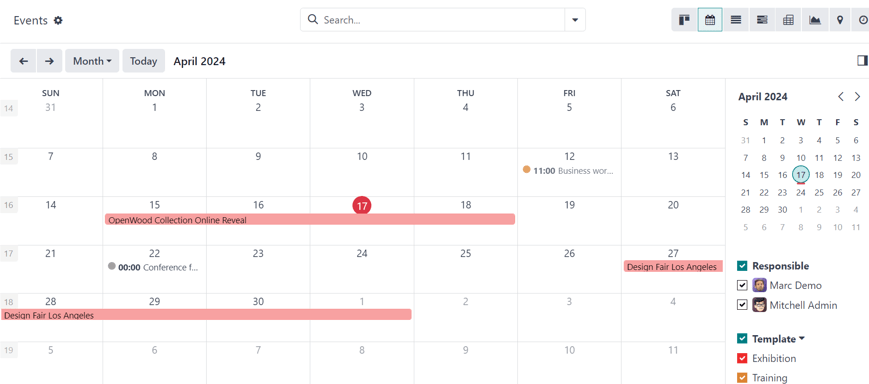 Events
Search...
Month
Today
April 2024
SUN MON TUE WED THU FRI SAT
14 31 1 2 3 4 5 6
15 7 8 9 10 11 12 13
11:00 Business wor...
16 14 15 16 17 18 19 20
OpenWood Collection Online Reveal
17 21 22 23 24 25 26 27
00:00 Conference f...
Design Fair Los Angeles
18 28 29 30 1 2 3 4
Design Fair Los Angeles
19 5 6 7 8 9 10 11
April 2024
S M T W T F S
31 1 2 3 4 5 6
7 8 9 10 11 12 13
14 15 16 17 18 19 20
21 22 23 24 25 26 27
28 29 30 1 2 3 4
5 6 7 8 9 10 11
Responsible
Marc Demo
Mitchell Admin
Template
Exhibition
Training